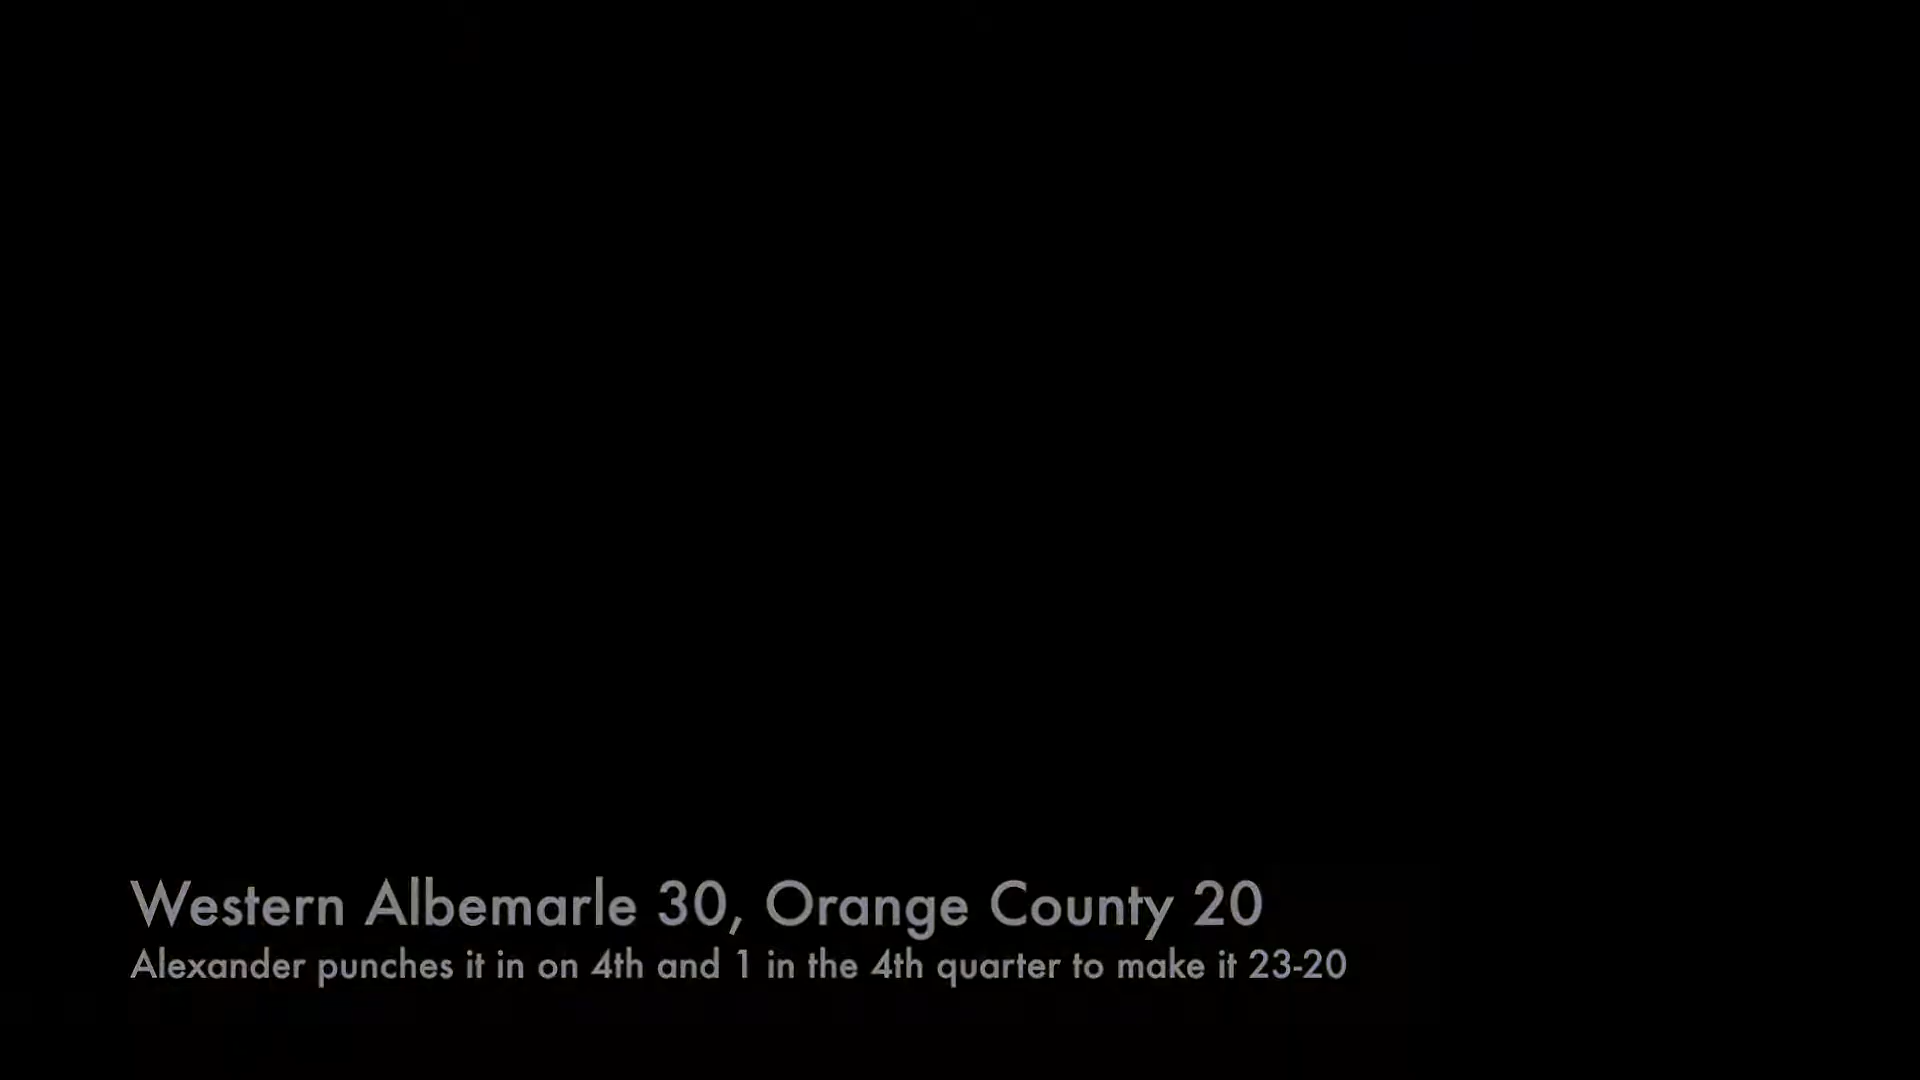 Western Albemarle 30, Orange County 20
Alexander punches it in on 4th and 1 in the 4th quarter to make it 23-20